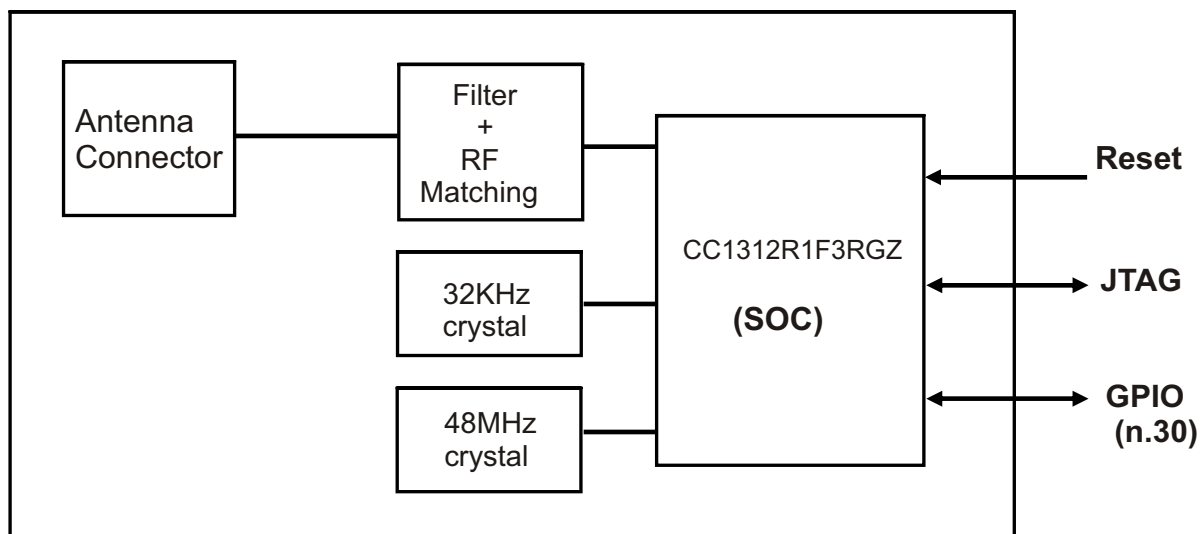 Antenna
Connector
Filter
+
RF
Matching
32KHz
crystal
48MHz
crystal
CC1312R1F3RGZ
(SOC)
Reset
JTAG
GPIO
(n.30)